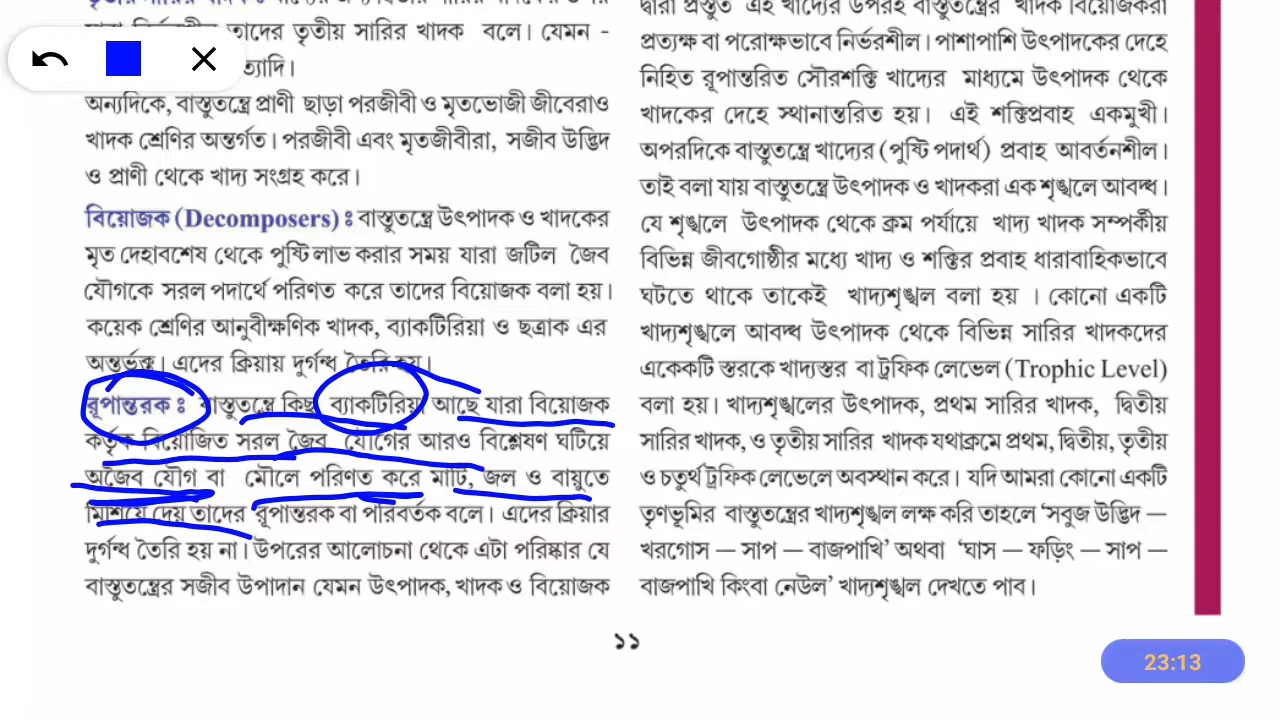 তাদের তৃতীয় সারির খাদক বলে। যেমন -
ত্যাদি।
অন্যদিকে, বাস্তুতন্ত্রে প্রাণী ছাড়া পরজীবী ও মৃতভোজী জীবেরাও
খাদক শ্রেণির অন্তর্গত। পরজীবী এবং মৃতজীবীরা, সজীব উদ্ভিদ
ও প্রাণী থেকে খাদ্য সংগ্রহ করে।
বিয়োজক (Decomposers) ঃ বাস্তুতন্ত্রে উৎপাদক ও খাদকের
মৃত দেহাবশেষ থেকে পুষ্টি লাভ করার সময় যারা জটিল জৈব
যৌগকে সরল পদার্থে পরিণত করে তাদের বিয়োজক বলা হয়।
কয়েক শ্রেণির আনুবীক্ষণিক খাদক, ব্যাকটিরিয়া ও ছত্রাক এর
অন্তর্ভুক্ত। এদের ক্রিয়ায় দুর্গন্ধ তৈরি হয়।
রূপান্তরক ঃ বাস্তুতন্ত্রে কিছু ব্যাকটিরিয়া আছে যারা বিয়োজক
কর্তৃক বিয়োজিত সরল জৈব যৌগের আরও বিশ্লেষণ ঘটিয়ে
অজৈব যৌগ বা মৌলে পরিণত করে মাটি, জল ও বায়ুতে
মিশিয়ে দেয় তাদের রূপান্তরক বা পরিবর্তক বলে। এদের ক্রিয়ার
দুর্গন্ধ তৈরি হয় না। উপরের আলোচনা থেকে এটা পরিষ্কার যে
বাস্তুতন্ত্রের সজীব উপাদান যেমন উৎপাদক, খাদক ও বিয়োজক
দ্বারা প্রস্তুত এই খাদ্যের উপরই বাস্তুতন্ত্রের খাদক বিয়োজকরা
প্রত্যক্ষ বা পরোক্ষভাবে নির্ভরশীল। পাশাপাশি উৎপাদকের দেহে
নিহিত রূপান্তরিত সৌরশক্তি খাদ্যের মাধ্যমে উৎপাদক থেকে
খাদকের দেহে স্থানান্তরিত হয়। এই শক্তিপ্রবাহ একমুখী।
অপরদিকে বাস্তুতন্ত্রে খাদ্যের (পুষ্টি পদার্থ) প্রবাহ আবর্তনশীল।
তাই বলা যায় বাস্তুতন্ত্রে উৎপাদক ও খাদকরা এক শৃঙ্খলে আবদ্ধ।
যে শৃঙ্খলে উৎপাদক থেকে ক্রম পর্যায়ে খাদ্য খাদক সম্পর্কীয়
বিভিন্ন জীবগোষ্ঠীর মধ্যে খাদ্য ও শক্তির প্রবাহ ধারাবাহিকভাবে
ঘটতে থাকে তাকেই খাদ্যশৃঙ্খল বলা হয় । কোনো একটি
খাদ্যশৃঙ্খলে আবদ্ধ উৎপাদক থেকে বিভিন্ন সারির খাদকদের
একেকটি স্তরকে খাদ্যস্তর বা ট্রফিক লেভেল (Trophic Level)
বলা হয়। খাদ্যশৃঙ্খলের উৎপাদক, প্রথম সারির খাদক, দ্বিতীয়
সারির খাদক, ও তৃতীয় সারির খাদক যথাক্রমে প্রথম, দ্বিতীয়, তৃতীয়
ও চতুর্থ ট্রফিক লেভেলে অবস্থান করে। যদি আমরা কোনো একটি
তৃণভূমির বাস্তুতন্ত্রের খাদ্যশৃঙ্খল লক্ষ করি তাহলে ‘সবুজ উদ্ভিদ —
খরগোস — সাপ — বাজপাখি’ অথবা ‘ঘাস — ফড়িং — সাপ —
বাজপাখি কিংবা নেউল’ খাদ্যশৃঙ্খল দেখতে পাব।
১১
23:13